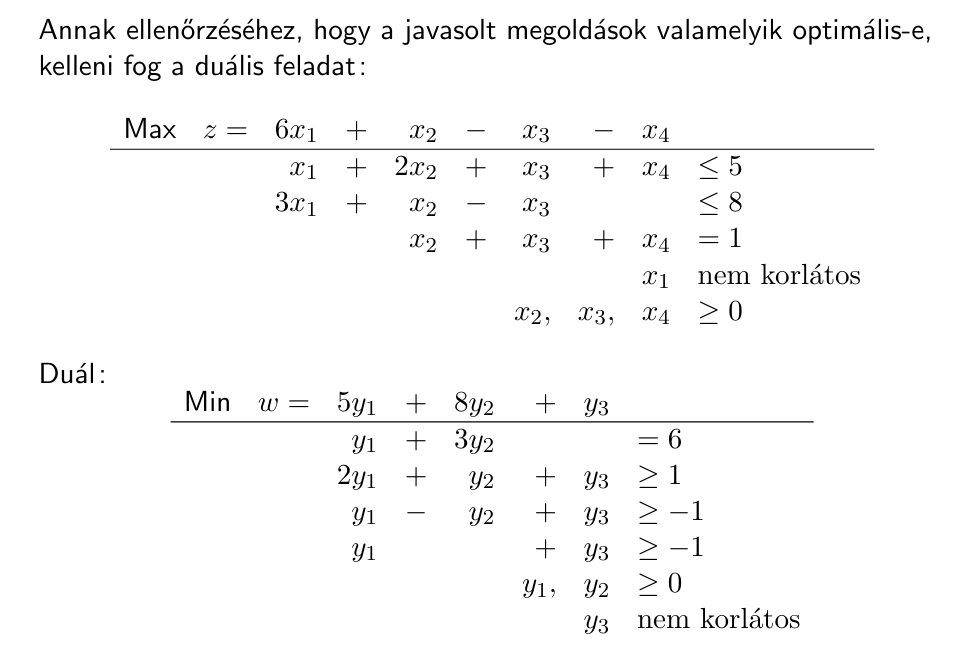 Annak ellenőrzéséhez, hogy a javasolt megoldások valamelyik optimális-e,
kelleni fog a duális feladat:
Max z = 6x₁ + x₂ − x₃ − x₄
x₁ + 2x₂ + x₃ + x₄ ≤ 5
3x₁ + x₂ − x₃ ≤ 8
x₂ + x₃ + x₄ = 1
x₁ nem korlátos
x₂, x₃, x₄ ≥ 0
Duál:
Min w = 5y₁ + 8y₂ + y₃
y₁ + 3y₂ = 6
2y₁ + y₂ + y₃ ≥ 1
y₁ − y₂ + y₃ ≥ −1
y₁ + y₃ ≥ −1
y₁, y₂ ≥ 0
y₃ nem korlátos